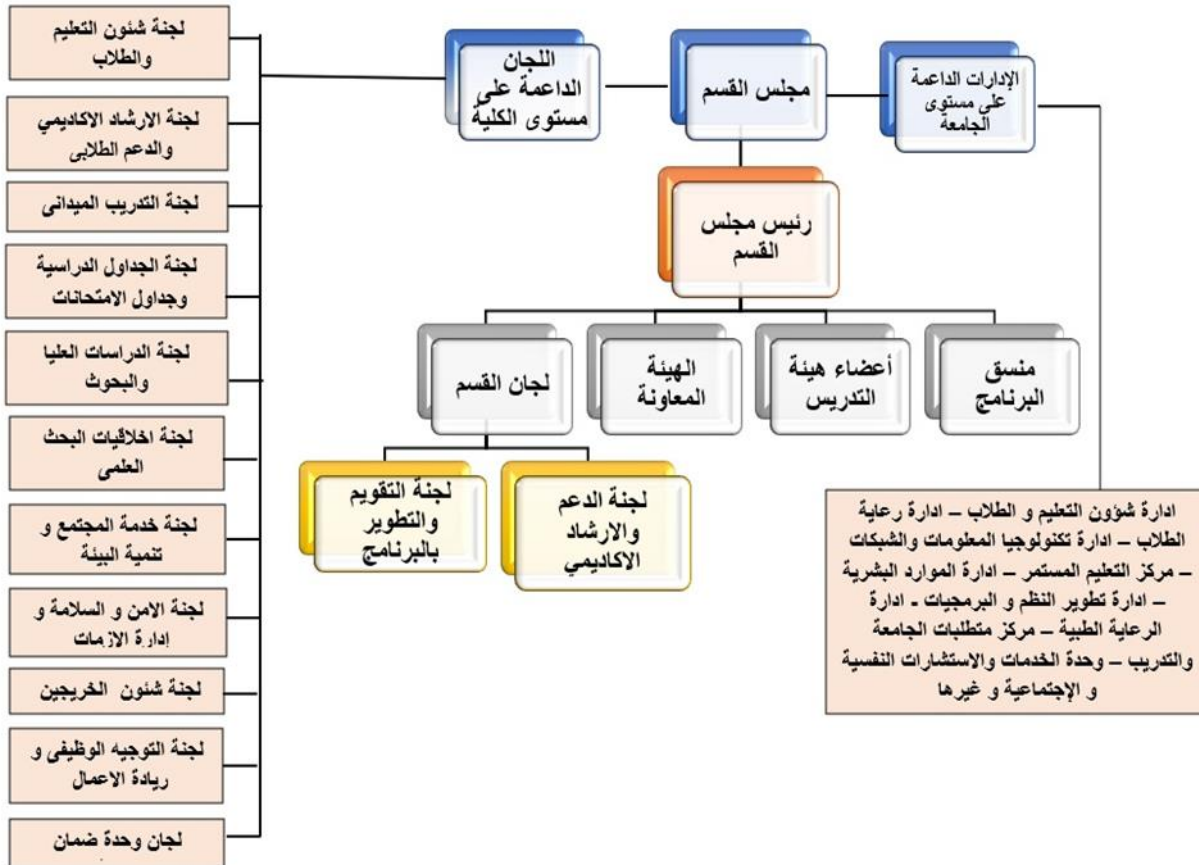 لجنة شئون التعليم
والطلاب
لجنة الارشاد الاكاديمي
والدعم الطلابى
لجنة التدريب الميدانى
لجنة الجداول الدراسية
وجداول الامتحانات
لجنة الدراسات العليا
والبحوث
لجنة اخلاقيات البحث
العلمى
لجنة خدمة المجتمع و
تنمية البيئة
لجنة الامن و السلامة و
إدارة الازمات
لجنة شئون الخريجين
لجنة التوجيه الوظيفى و
ريادة الاعمال
لجان وحدة ضمان
اللجان
الداعمة على
مستوى الكلية
مجلس القسم
الإدارات الداعمة
على مستوى
الجامعة
رئيس مجلس
القسم
منسق
البرنامج
أعضاء هيئة
التدريس
الهيئة
المعاونة
لجان القسم
لجنة الدعم
والارشاد
الاكاديمي
لجنة التقويم
والتطوير
بالبرنامج
ادارة شؤون التعليم و الطلاب – ادارة رعاية
الطلاب – ادارة تكنولوجيا المعلومات والشبكات
– مركز التعليم المستمر – ادارة الموارد البشرية
– ادارة تطوير النظم و البرمجيات - ادارة
الرعاية الطبية – مركز متطلبات الجامعة
والتدريب – وحدة الخدمات والاستشارات النفسية
و الإجتماعية و غيرها